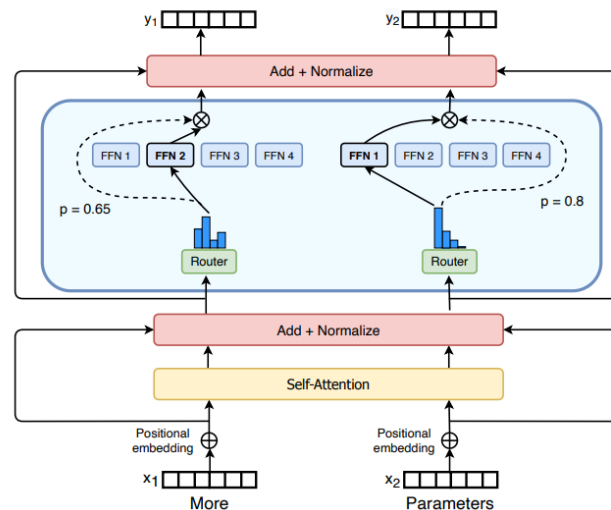 y1 y2
Add + Normalize
FFN 1 FFN 2 FFN 3 FFN 4 FFN 1 FFN 2 FFN 3 FFN 4
p = 0.65 p = 0.8
Router Router
Add + Normalize
Self-Attention
Positional embedding Positional embedding
x1 x2
More Parameters